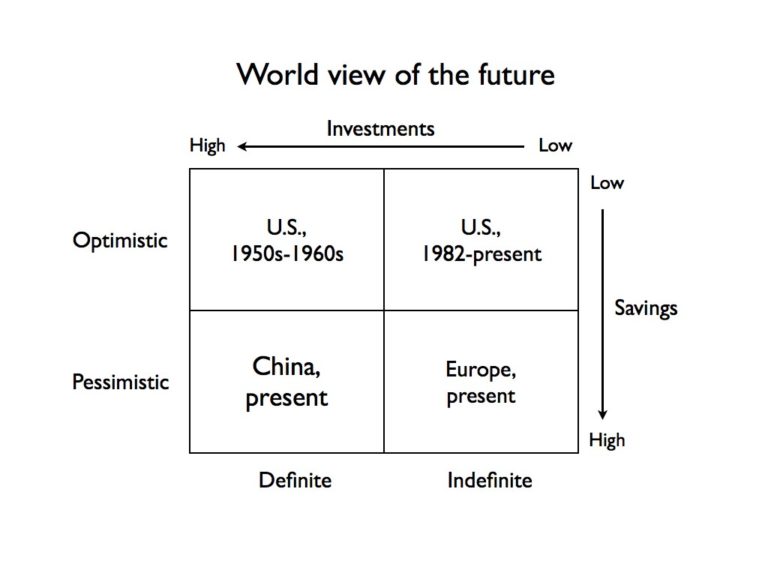 World view of the future
Investments
High
Low
Low
Optimistic
U.S.,
1950s-1960s
U.S.,
1982-present
Savings
Pessimistic
China,
present
Europe,
present
High
Definite
Indefinite